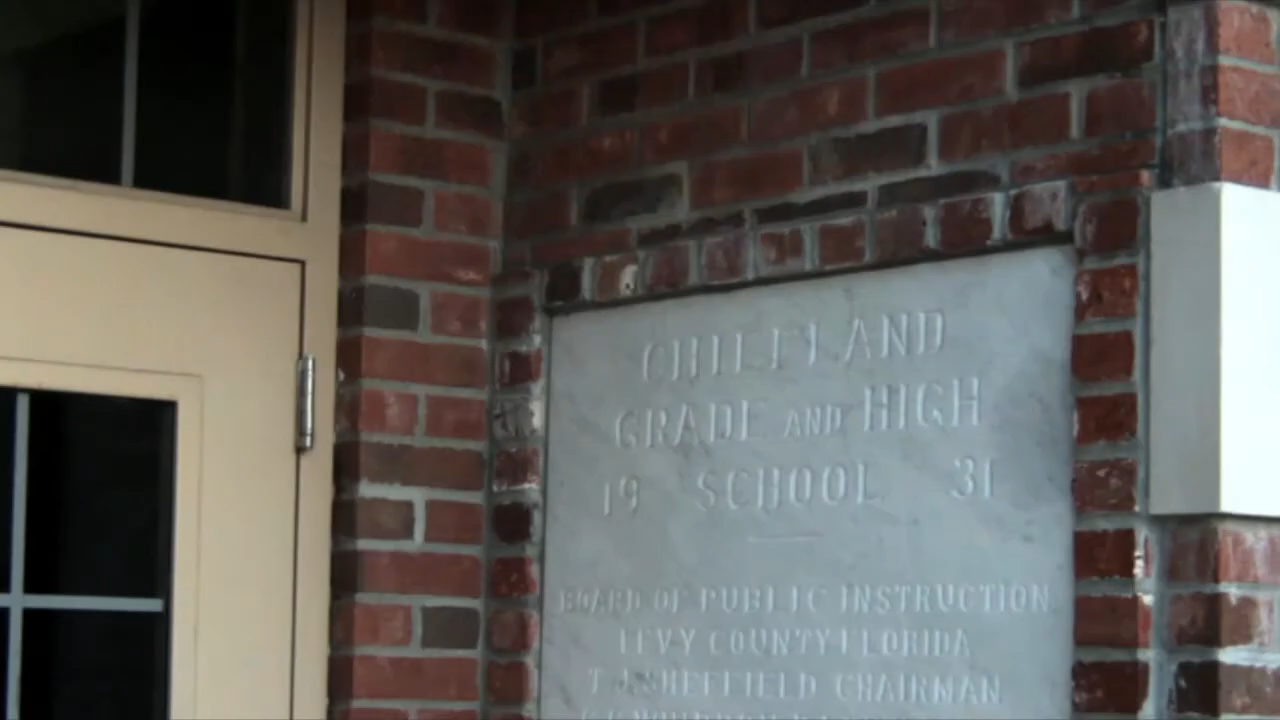 CHIEFLAND
GRADE AND HIGH
19 SCHOOL 31
BOARD OF PUBLIC INSTRUCTION
LEVY COUNTY FLORIDA
T. J. SHEFFIELD CHAIRMAN